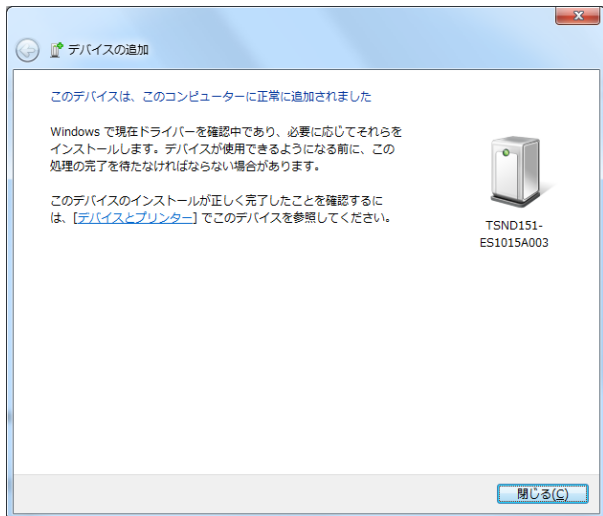 デバイスの追加
このデバイスは、このコンピューターに正常に追加されました
Windows で現在ドライバーを確認中であり、必要に応じてそれらを
インストールします。デバイスが使用できるようになる前に、この
処理の完了を待たなければならない場合があります。
このデバイスのインストールが正しく完了したことを確認するに
は、[デバイスとプリンター] でこのデバイスを参照してください。
TSND151-
ES1015A003
閉じる(C)